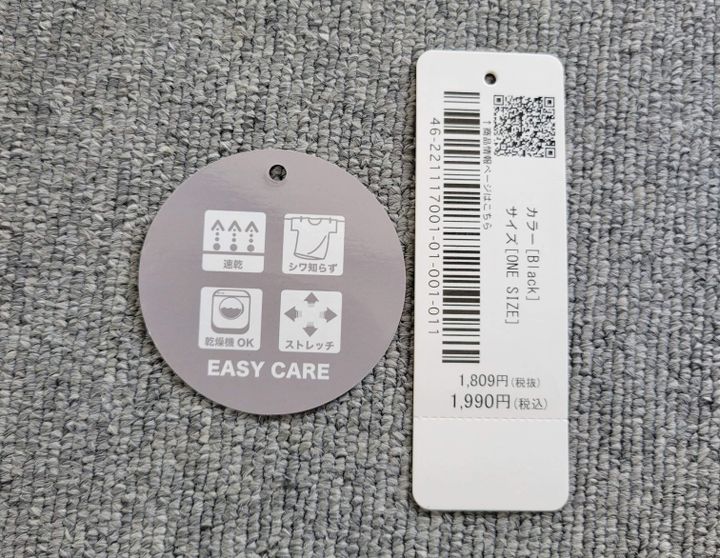 速乾
シワ知らず
乾燥機 OK
ストレッチ
EASY CARE
↑商品情報ページはこちら
46-221117001-01-001-011
カラー[Black]
サイズ[ONE SIZE]
1,809円(税抜)
1,990円(税込)